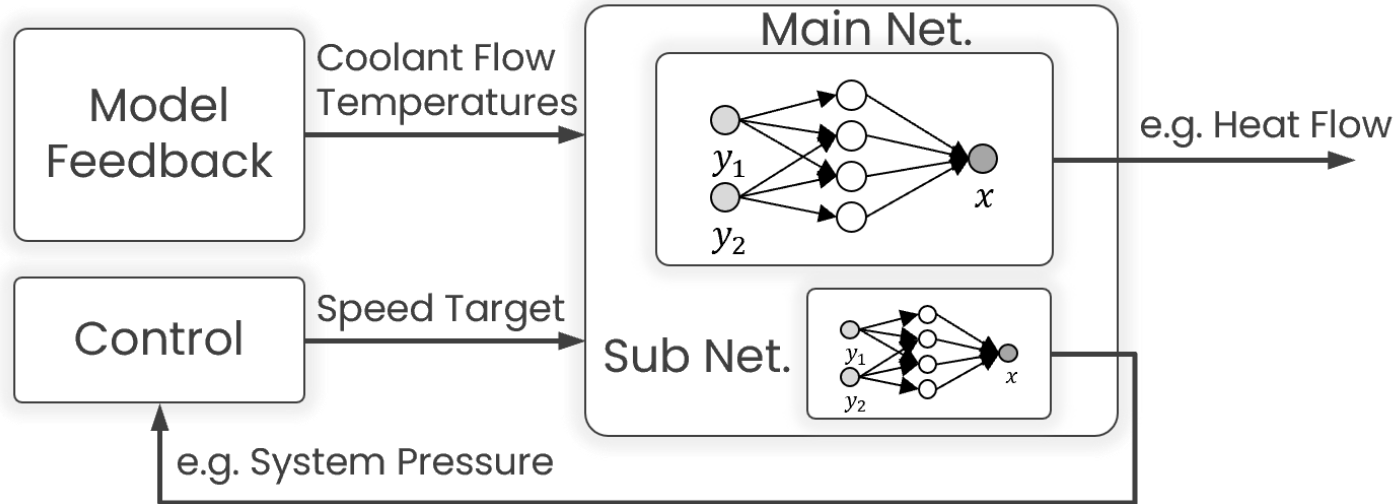 Model
Feedback
Coolant Flow
Temperatures
Main Net.
y₁
y₂
x
e.g. Heat Flow
Control
Speed Target
Sub Net.
y₁
y₂
x
e.g. System Pressure